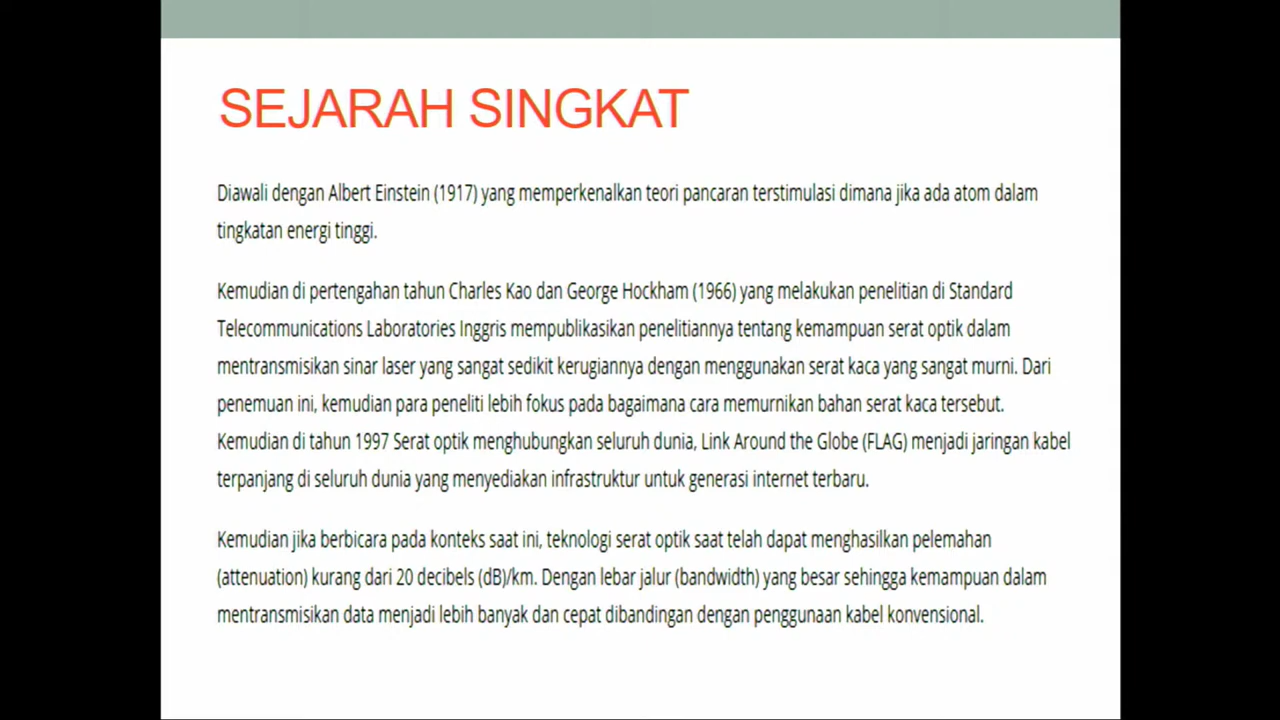 SEJARAH SINGKAT
Diawali dengan Albert Einstein (1917) yang memperkenalkan teori pancaran terstimulasi dimana jika ada atom dalam
tingkatan energi tinggi.
Kemudian di pertengahan tahun Charles Kao dan George Hockham (1966) yang melakukan penelitian di Standard
Telecommunications Laboratories Inggris mempublikasikan penelitiannya tentang kemampuan serat optik dalam
mentransmisikan sinar laser yang sangat sedikit kerugiannya dengan menggunakan serat kaca yang sangat murni. Dari
penemuan ini, kemudian para peneliti lebih fokus pada bagaimana cara memurnikan bahan serat kaca tersebut.
Kemudian di tahun 1997 Serat optik menghubungkan seluruh dunia, Link Around the Globe (FLAG) menjadi jaringan kabel
terpanjang di seluruh dunia yang menyediakan infrastruktur untuk generasi internet terbaru.
Kemudian jika berbicara pada konteks saat ini, teknologi serat optik saat telah dapat menghasilkan pelemahan
(attenuation) kurang dari 20 decibels (dB)/km. Dengan lebar jalur (bandwidth) yang besar sehingga kemampuan dalam
mentransmisikan data menjadi lebih banyak dan cepat dibandingan dengan penggunaan kabel konvensional.